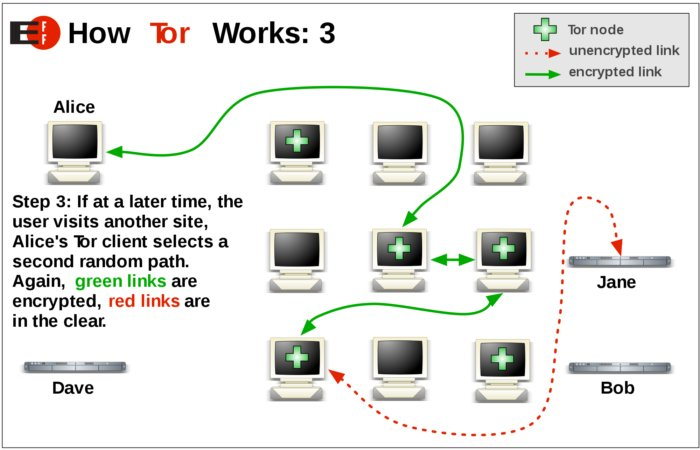 EFF How Tor Works: 3
Tor node
unencrypted link
encrypted link
Alice
Step 3: If at a later time, the
user visits another site,
Alice's Tor client selects a
second random path.
Again, green links are
encrypted, red links are
in the clear.
Jane
Dave
Bob